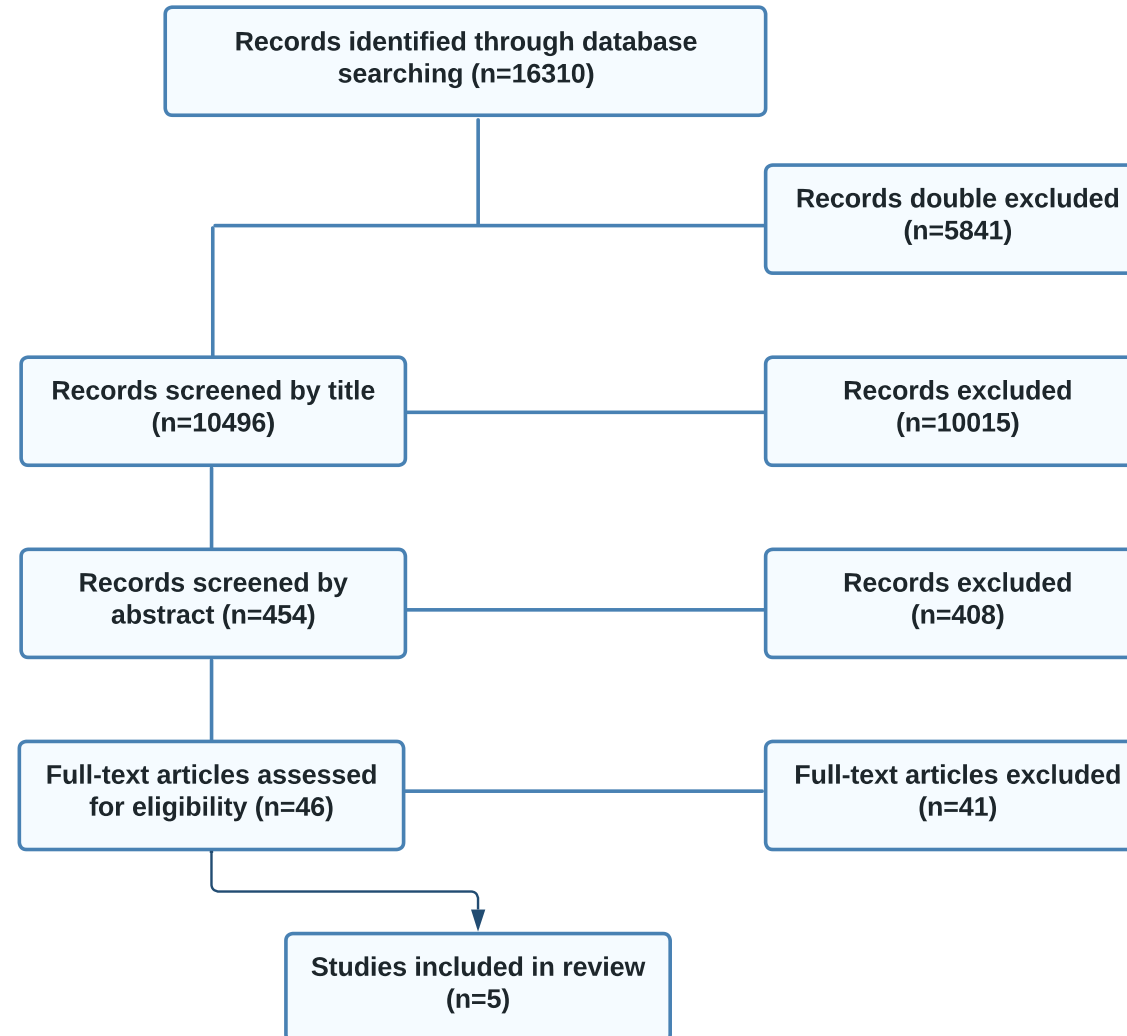 Records identified through database
searching (n=16310)
Records double excluded
(n=5841)
Records screened by title
(n=10496)
Records excluded
(n=10015)
Records screened by
abstract (n=454)
Records excluded
(n=408)
Full-text articles assessed
for eligibility (n=46)
Full-text articles excluded
(n=41)
Studies included in review
(n=5)